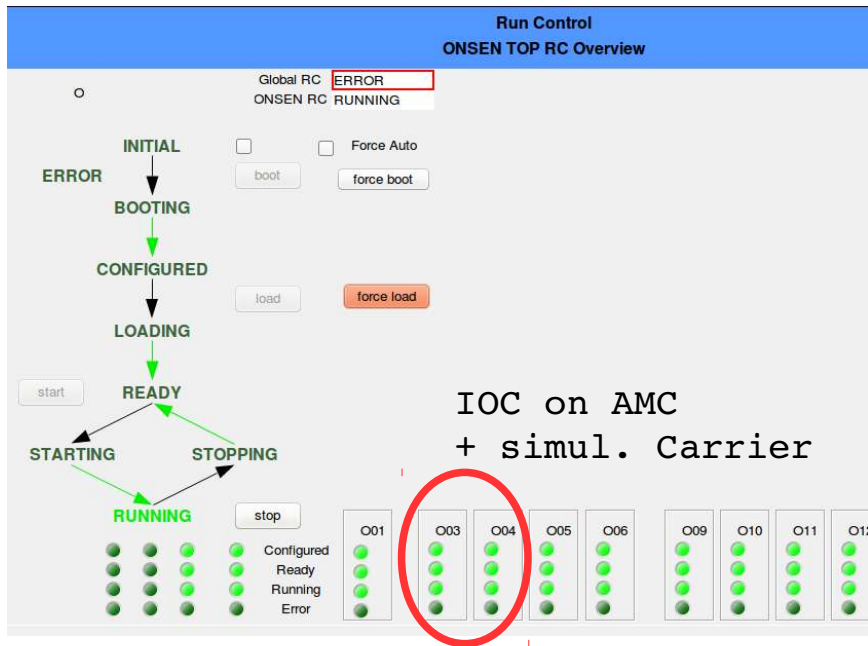 Run Control
ONSEN TOP RC Overview
O
Global RC ERROR
ONSEN RC RUNNING
INITIAL
Force Auto
ERROR
boot
force boot
BOOTING
CONFIGURED
load
force load
LOADING
start
READY
IOC on AMC
+ simul. Carrier
STARTING
STOPPING
RUNNING
stop
O01 O03 O04 O05 O06 O09 O10 O11 O12
Configured
Ready
Running
Error